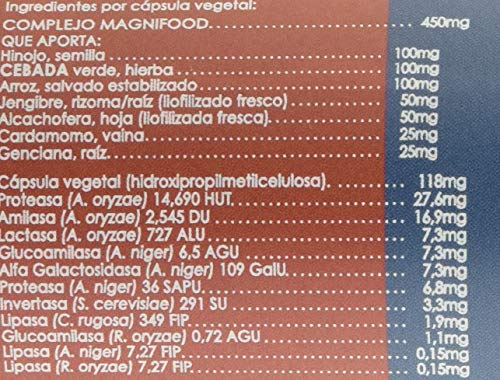 Ingredientes por cápsula vegetal:
COMPLEJO MAGNIFOOD. 450mg
QUE APORTA:
Hinojo, semilla 100mg
CEBADA verde, hierba 100mg
Arroz, salvado estabilizado 100mg
Jengibre, rizoma/raíz (liofilizado fresco) 50mg
Alcachofera, hoja (liofilizada fresca) 50mg
Cardamomo, vaina 25mg
Genciana, raíz. 25mg
Cápsula vegetal (hidroxipropilmetilcelulosa). 118mg
Proteasa (A. oryzae) 14,690 HUT. 27,6mg
Amilasa (A. oryzae) 2,545 DU 16,9mg
Lactasa (A. oryzae) 727 ALU 7,3mg
Glucoamilasa (A. niger) 6,5 AGU 7,3mg
Alfa Galactosidasa (A. niger) 109 GalU. 7,3mg
Proteasa (A. niger) 36 SAPU 6,8mg
Invertasa (S. cerevisiae) 291 SU 3,3mg
Lipasa (C. rugosa) 349 FIP 1,9mg
Glucoamilasa (R. oryzae) 0,72 AGU 1,1mg
Lipasa (A. niger) 7,27 FIP. 0,15mg
Lipasa (R. oryzae) 7,27 FIP. 0,15mg